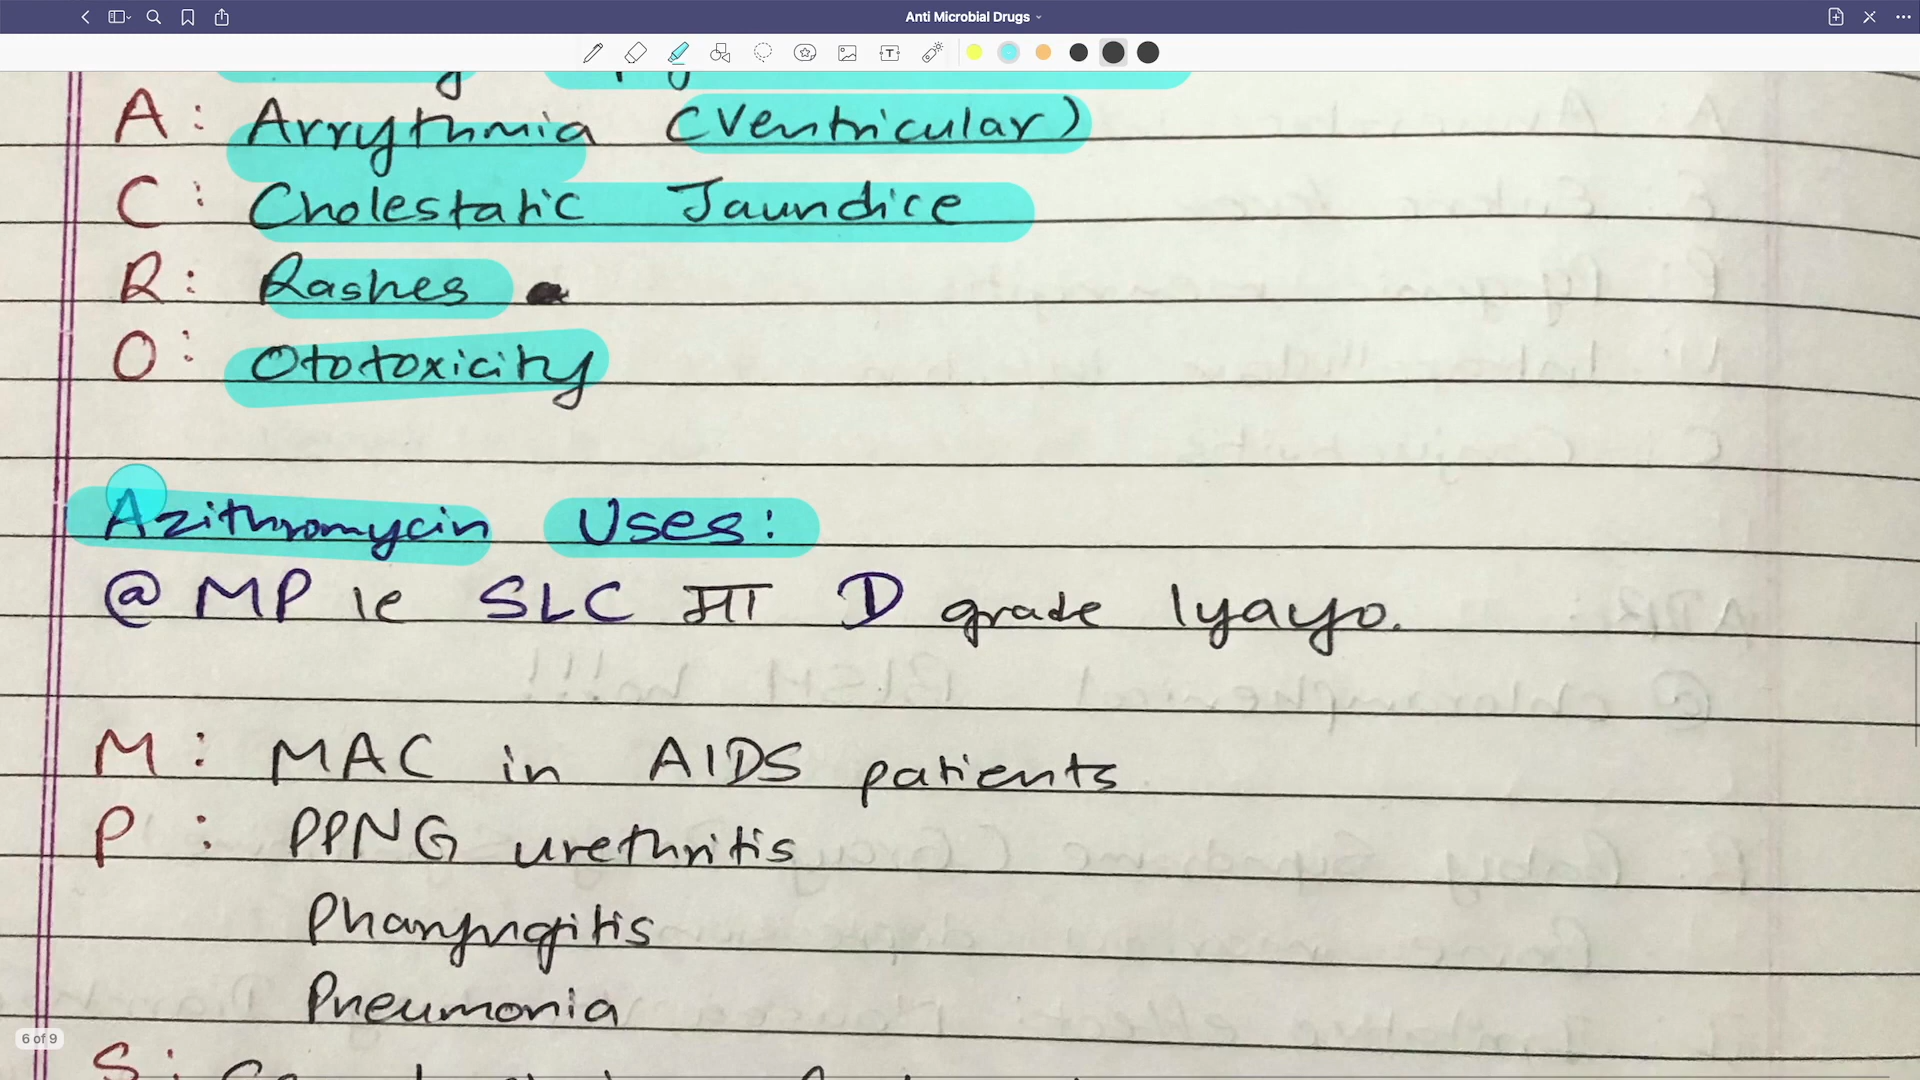 Anti Microbial Drugs
A: Arrythmia (Ventricular)
C: Cholestatic Jaundice
R: Rashes
O: Ototoxicity
Azithromycin Uses:
@ MP le SLC मा D grade lyayo.
M: MAC in AIDS patients
P: PPNG urethritis
Pharyngitis
Pneumonia
6 of 9
S: